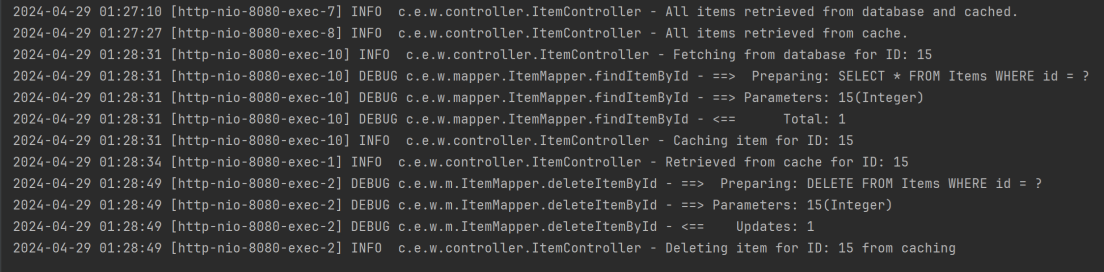 2024-04-29 01:27:10 [http-nio-8080-exec-7] INFO  c.e.w.controller.ItemController - All items retrieved from database and cached.
2024-04-29 01:27:27 [http-nio-8080-exec-8] INFO  c.e.w.controller.ItemController - All items retrieved from cache.
2024-04-29 01:28:31 [http-nio-8080-exec-10] INFO  c.e.w.controller.ItemController - Fetching from database for ID: 15
2024-04-29 01:28:31 [http-nio-8080-exec-10] DEBUG c.e.w.mapper.ItemMapper.findItemById - ==>  Preparing: SELECT * FROM Items WHERE id = ?
2024-04-29 01:28:31 [http-nio-8080-exec-10] DEBUG c.e.w.mapper.ItemMapper.findItemById - ==> Parameters: 15(Integer)
2024-04-29 01:28:31 [http-nio-8080-exec-10] DEBUG c.e.w.mapper.ItemMapper.findItemById - <==      Total: 1
2024-04-29 01:28:31 [http-nio-8080-exec-10] INFO  c.e.w.controller.ItemController - Caching item for ID: 15
2024-04-29 01:28:34 [http-nio-8080-exec-1] INFO  c.e.w.controller.ItemController - Retrieved from cache for ID: 15
2024-04-29 01:28:49 [http-nio-8080-exec-2] DEBUG c.e.w.m.ItemMapper.deleteItemById - ==>  Preparing: DELETE FROM Items WHERE id = ?
2024-04-29 01:28:49 [http-nio-8080-exec-2] DEBUG c.e.w.m.ItemMapper.deleteItemById - ==> Parameters: 15(Integer)
2024-04-29 01:28:49 [http-nio-8080-exec-2] DEBUG c.e.w.m.ItemMapper.deleteItemById - <==    Updates: 1
2024-04-29 01:28:49 [http-nio-8080-exec-2] INFO  c.e.w.controller.ItemController - Deleting item for ID: 15 from caching